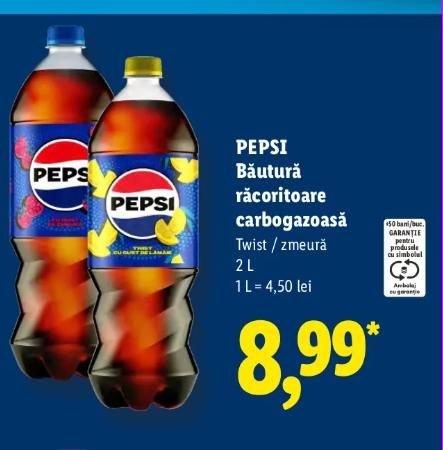 PEPS
PEPSI
TWIST
CU GUST DE LĂMÂIE
PEPSI
Băutură
răcoritoare
carbogazoasă
Twist / zmeură
2 L
1 L = 4,50 lei
+50 bani/buc.
GARANȚIE
pentru
produsele
cu simbolul
Ambalaj
cu garanție
8,99*